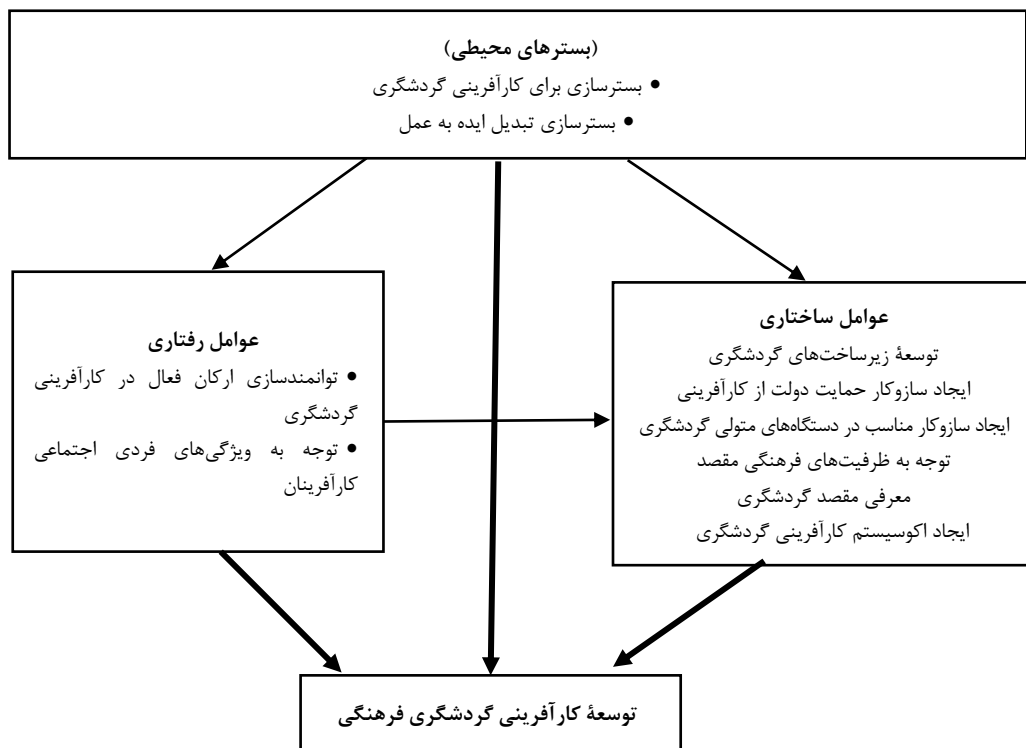 (بسترهای محیطی)
• بسترسازی برای کارآفرینی گردشگری
• بسترسازی تبدیل ایده به عمل
عوامل ساختاری
توسعهٔ زیرساخت‌های گردشگری
ایجاد سازوکار حمایت دولت از کارآفرینی
ایجاد سازوکار مناسب در دستگاه‌های متولی گردشگری
توجه به ظرفیت‌های فرهنگی مقصد
معرفی مقصد گردشگری
ایجاد اکوسیستم کارآفرینی گردشگری
عوامل رفتاری
• توانمندسازی ارکان فعال در کارآفرینی
گردشگری
• توجه به ویژگی‌های فردی اجتماعی
کارآفرینان
توسعهٔ کارآفرینی گردشگری فرهنگی